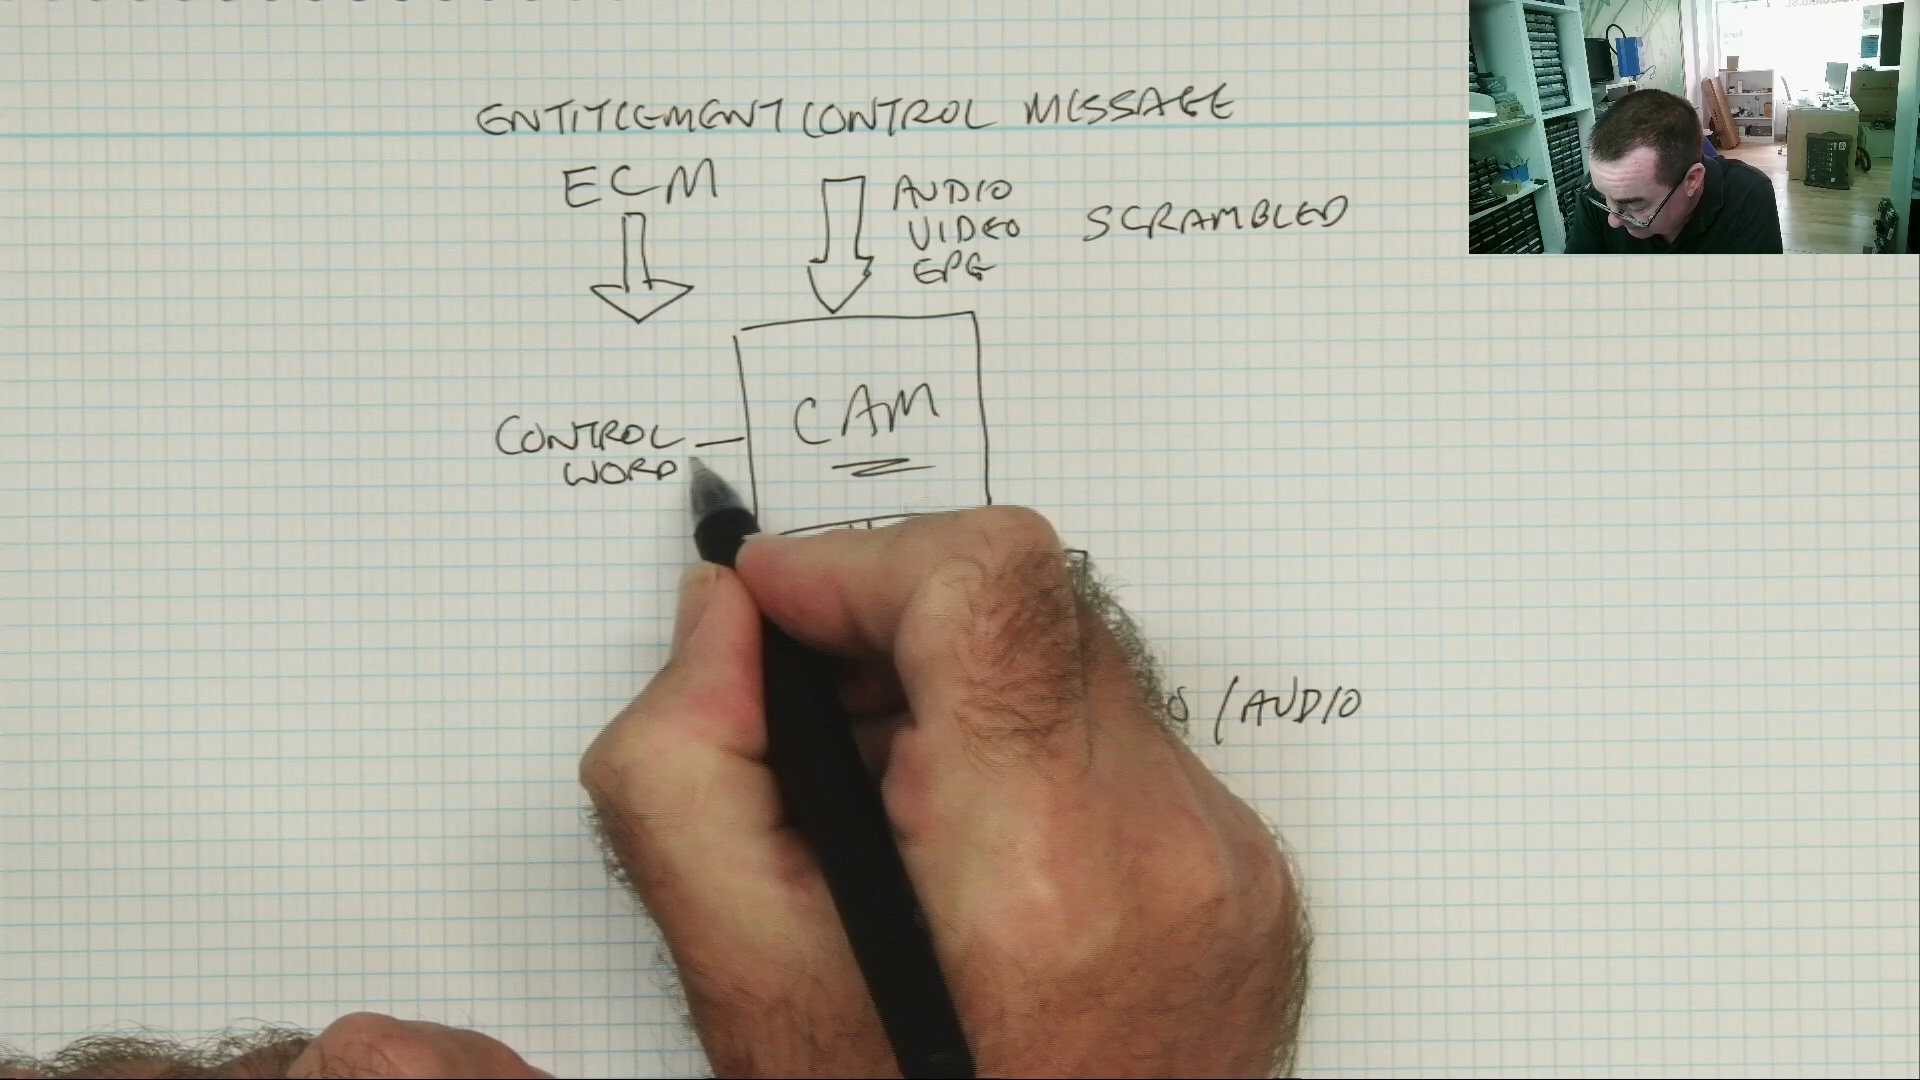 ENTITLEMENT CONTROL MESSAGE
ECM
AUDIO
VIDEO
EPG
SCRAMBLED
CAM
CONTROL
WORD
/AUDIO